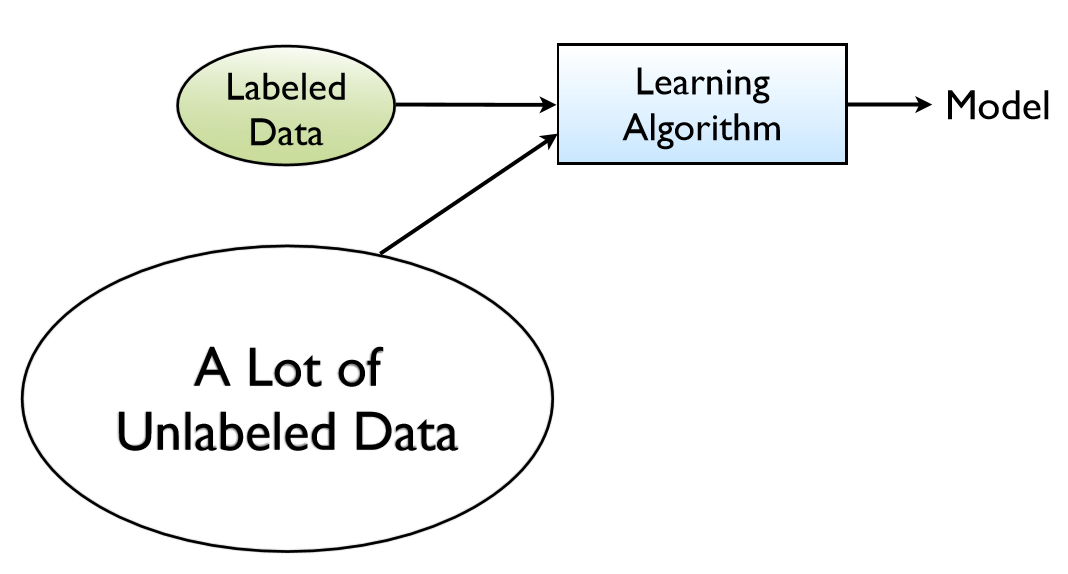 Labeled
Data
Learning
Algorithm
Model
A Lot of
Unlabeled Data